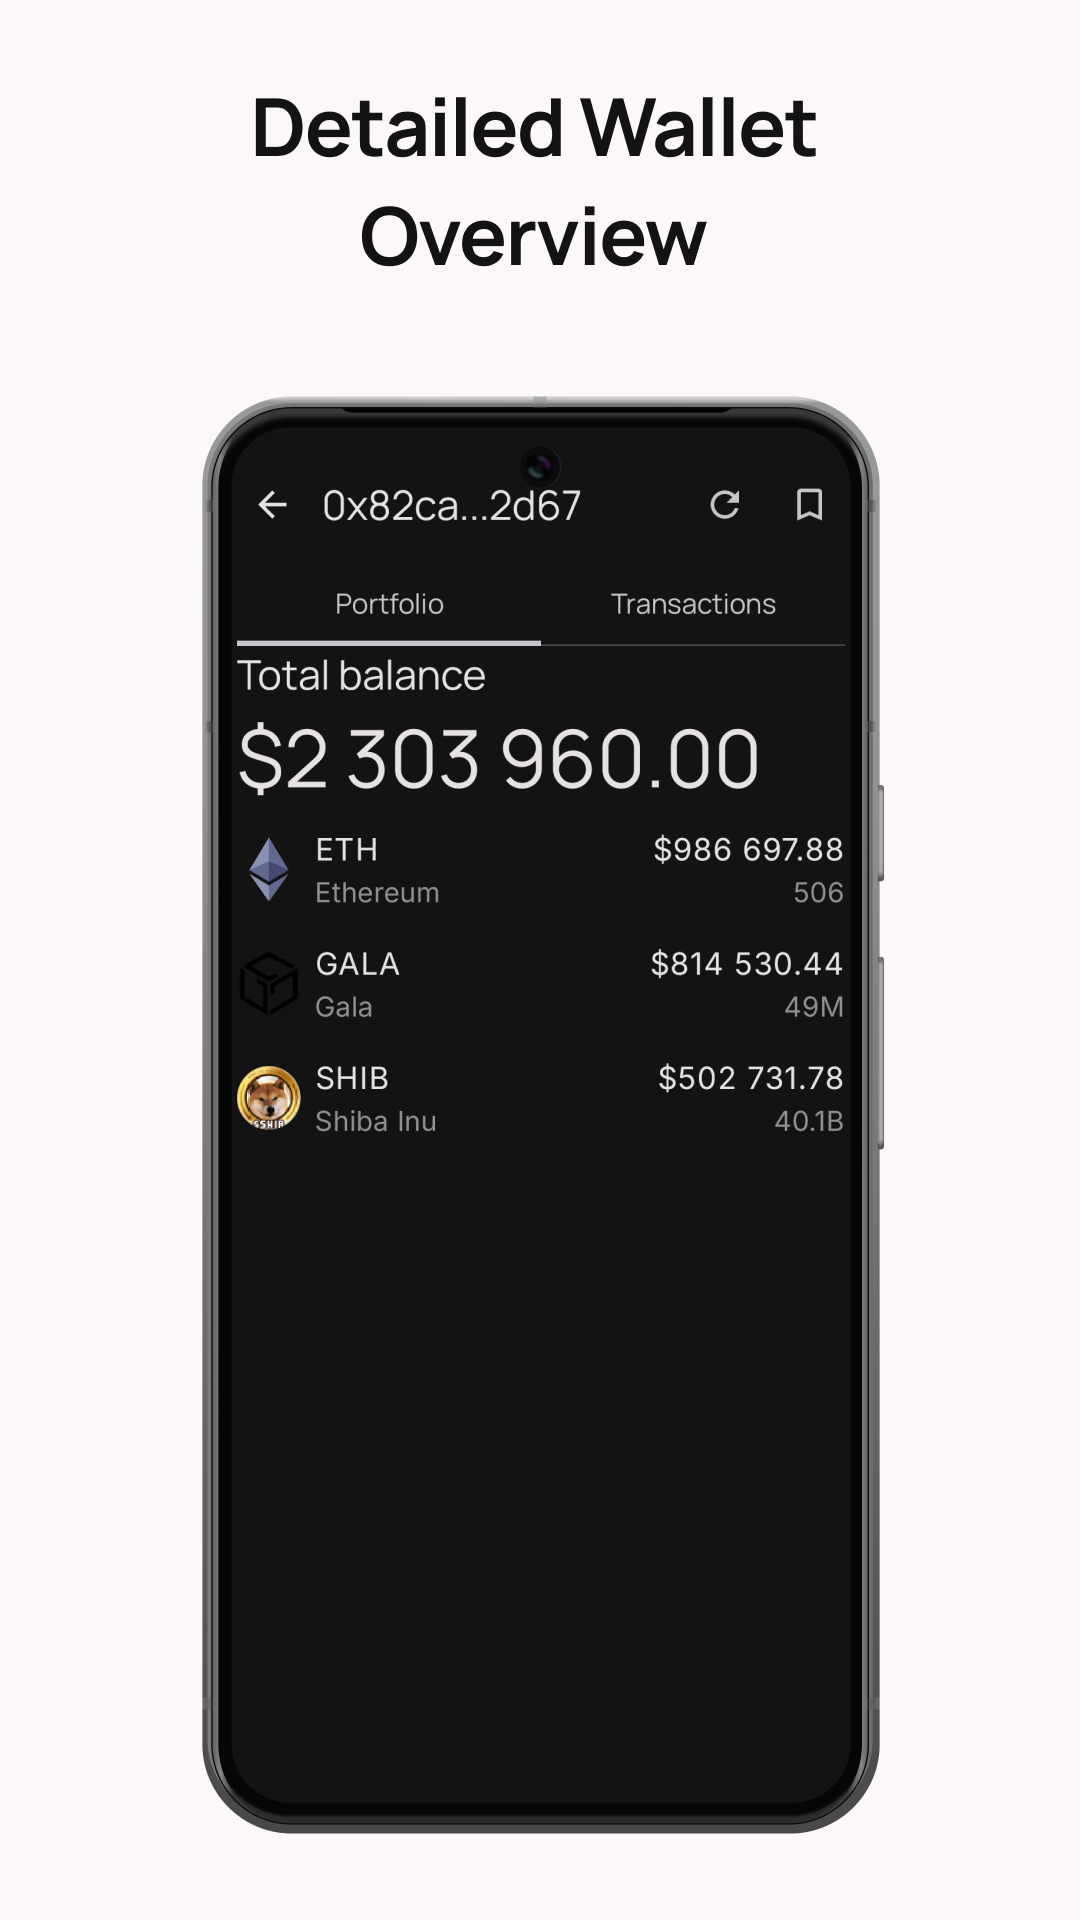 Detailed Wallet
Overview
0x82ca...2d67
Portfolio
Transactions
Total balance
$2 303 960.00
ETH
$986 697.88
Ethereum
506
GALA
$814 530.44
Gala
49M
SHIB
$502 731.78
Shiba Inu
40.1B
$SHIB